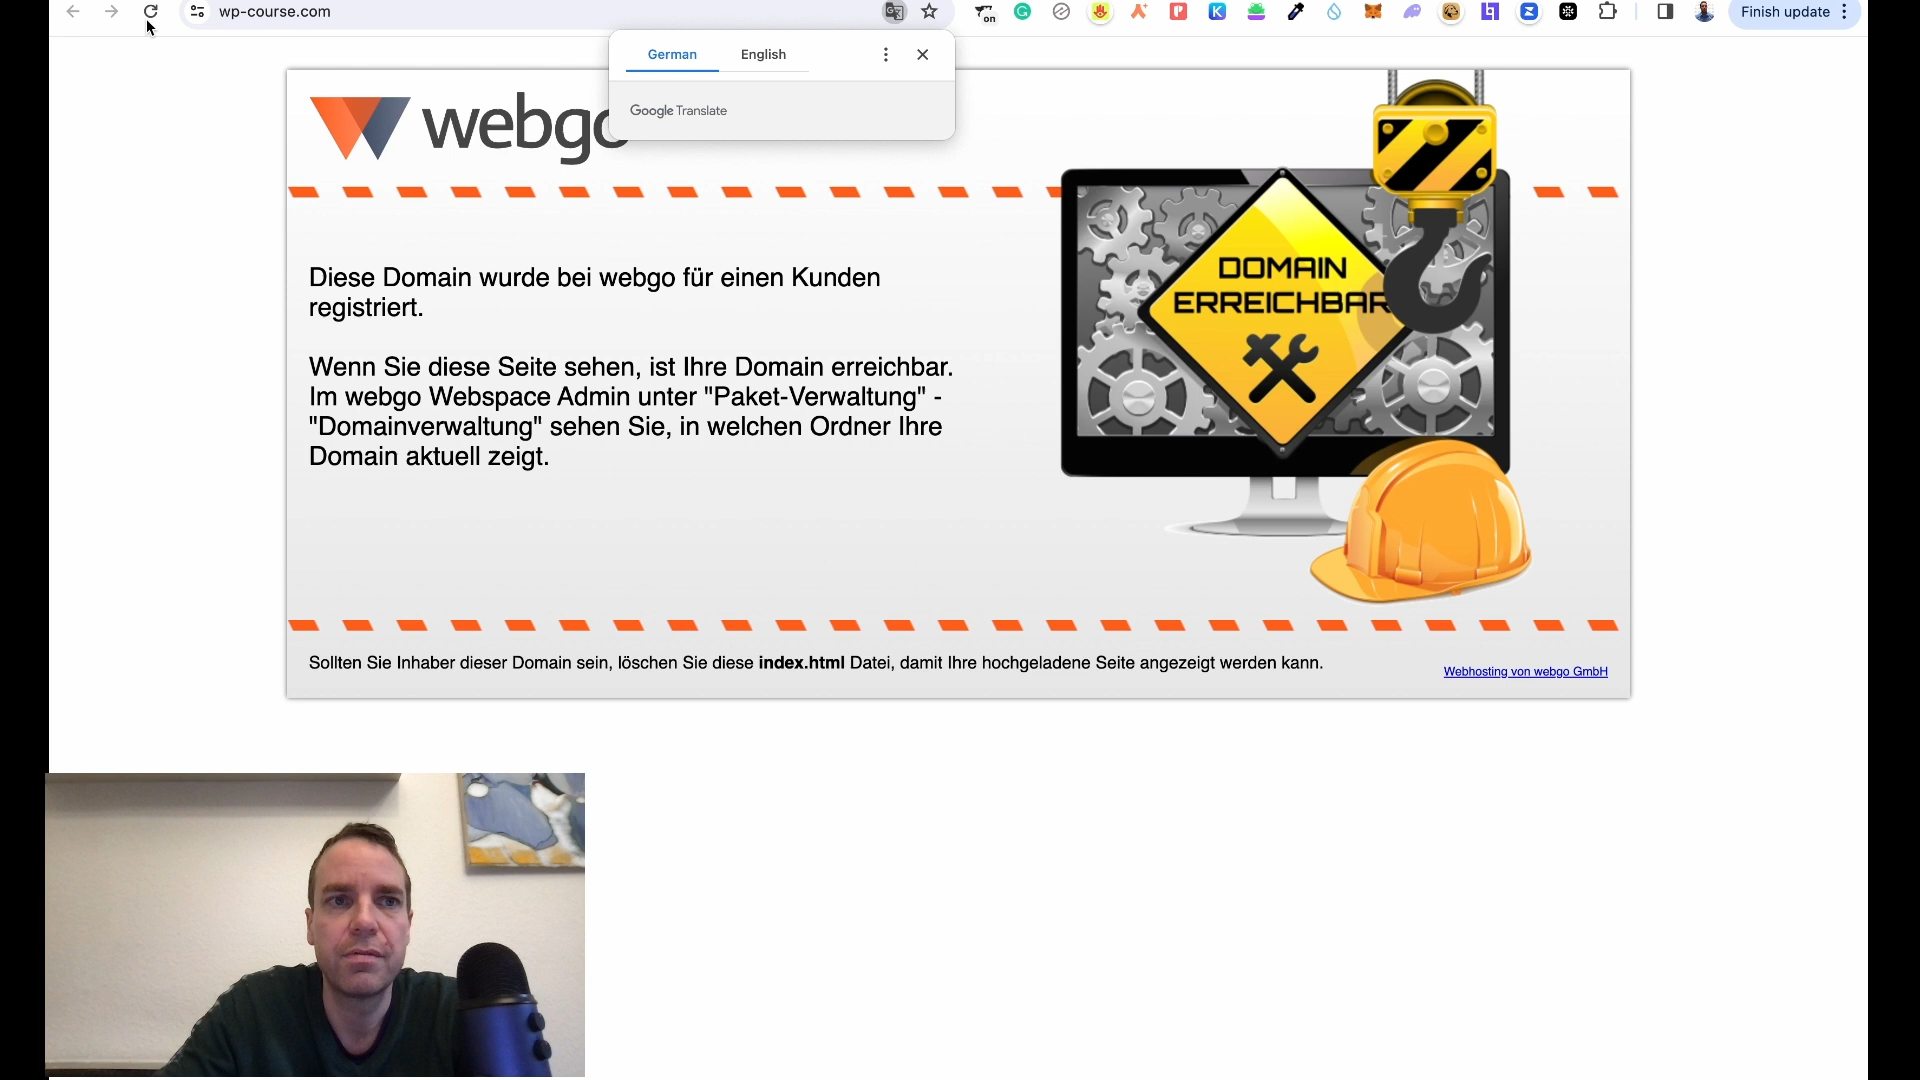 wp-course.com
on
Finish update
German English
Google Translate
webgo
DOMAIN
ERREICHBAR
Diese Domain wurde bei webgo für einen Kunden
registriert.
Wenn Sie diese Seite sehen, ist Ihre Domain erreichbar.
Im webgo Webspace Admin unter "Paket-Verwaltung" -
"Domainverwaltung" sehen Sie, in welchen Ordner Ihre
Domain aktuell zeigt.
Sollten Sie Inhaber dieser Domain sein, löschen Sie diese index.html Datei, damit Ihre hochgeladene Seite angezeigt werden kann.
Webhosting von webgo GmbH